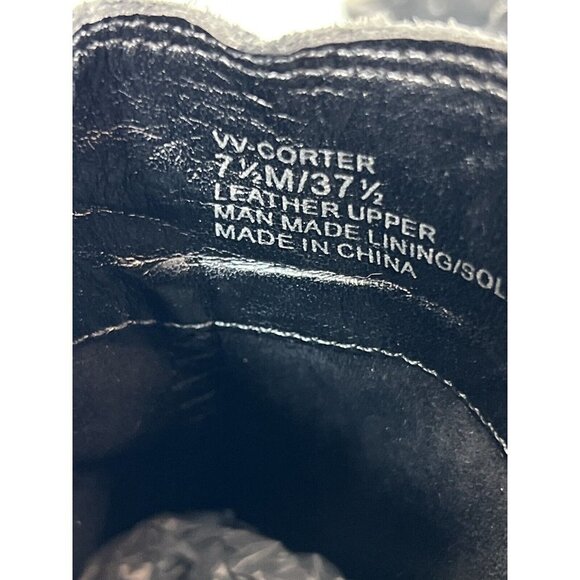 VV-CORTER
7½M/37½
LEATHER UPPER
MAN MADE LINING/SOL
MADE IN CHINA